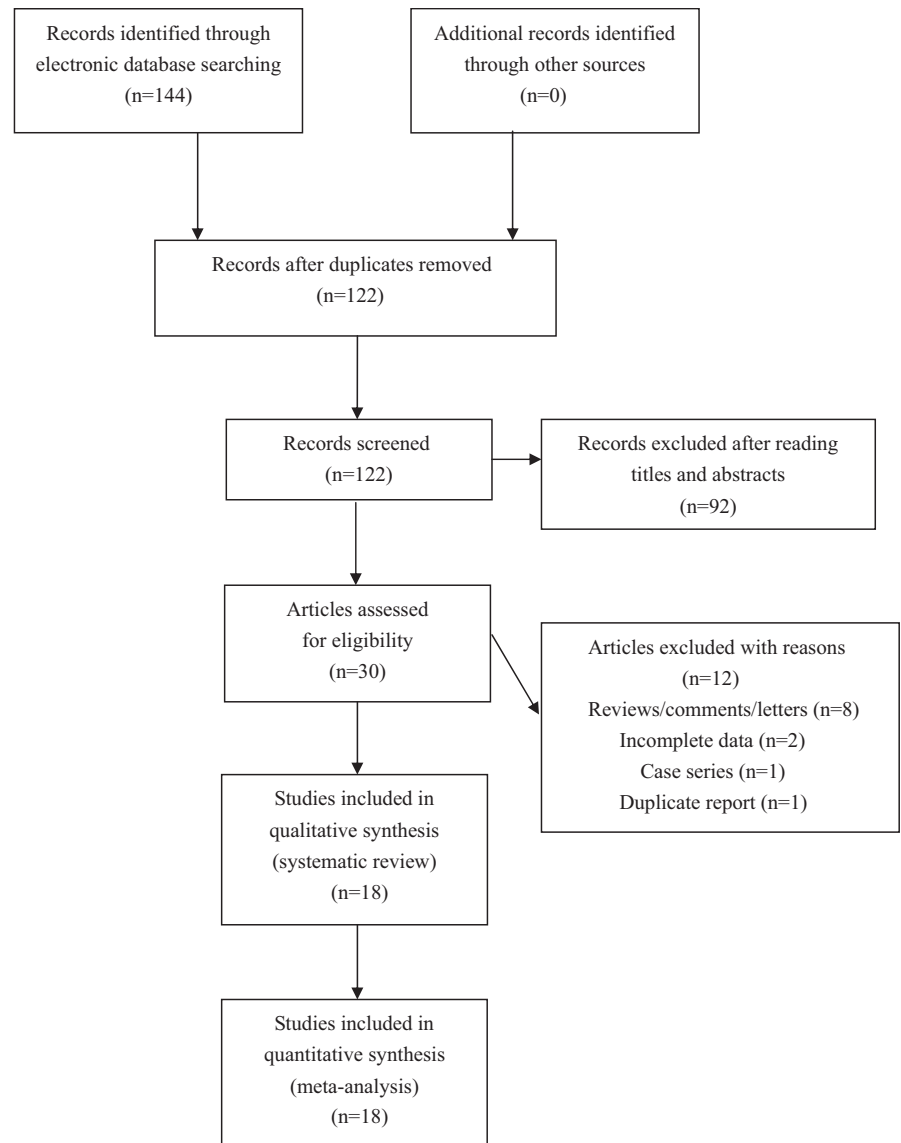 Records identified through
electronic database searching
(n=144)
Additional records identified
through other sources
(n=0)
Records after duplicates removed
(n=122)
Records screened
(n=122)
Records excluded after reading
titles and abstracts
(n=92)
Articles assessed
for eligibility
(n=30)
Articles excluded with reasons
(n=12)
Reviews/comments/letters (n=8)
Incomplete data (n=2)
Case series (n=1)
Duplicate report (n=1)
Studies included in
qualitative synthesis
(systematic review)
(n=18)
Studies included in
quantitative synthesis
(meta-analysis)
(n=18)